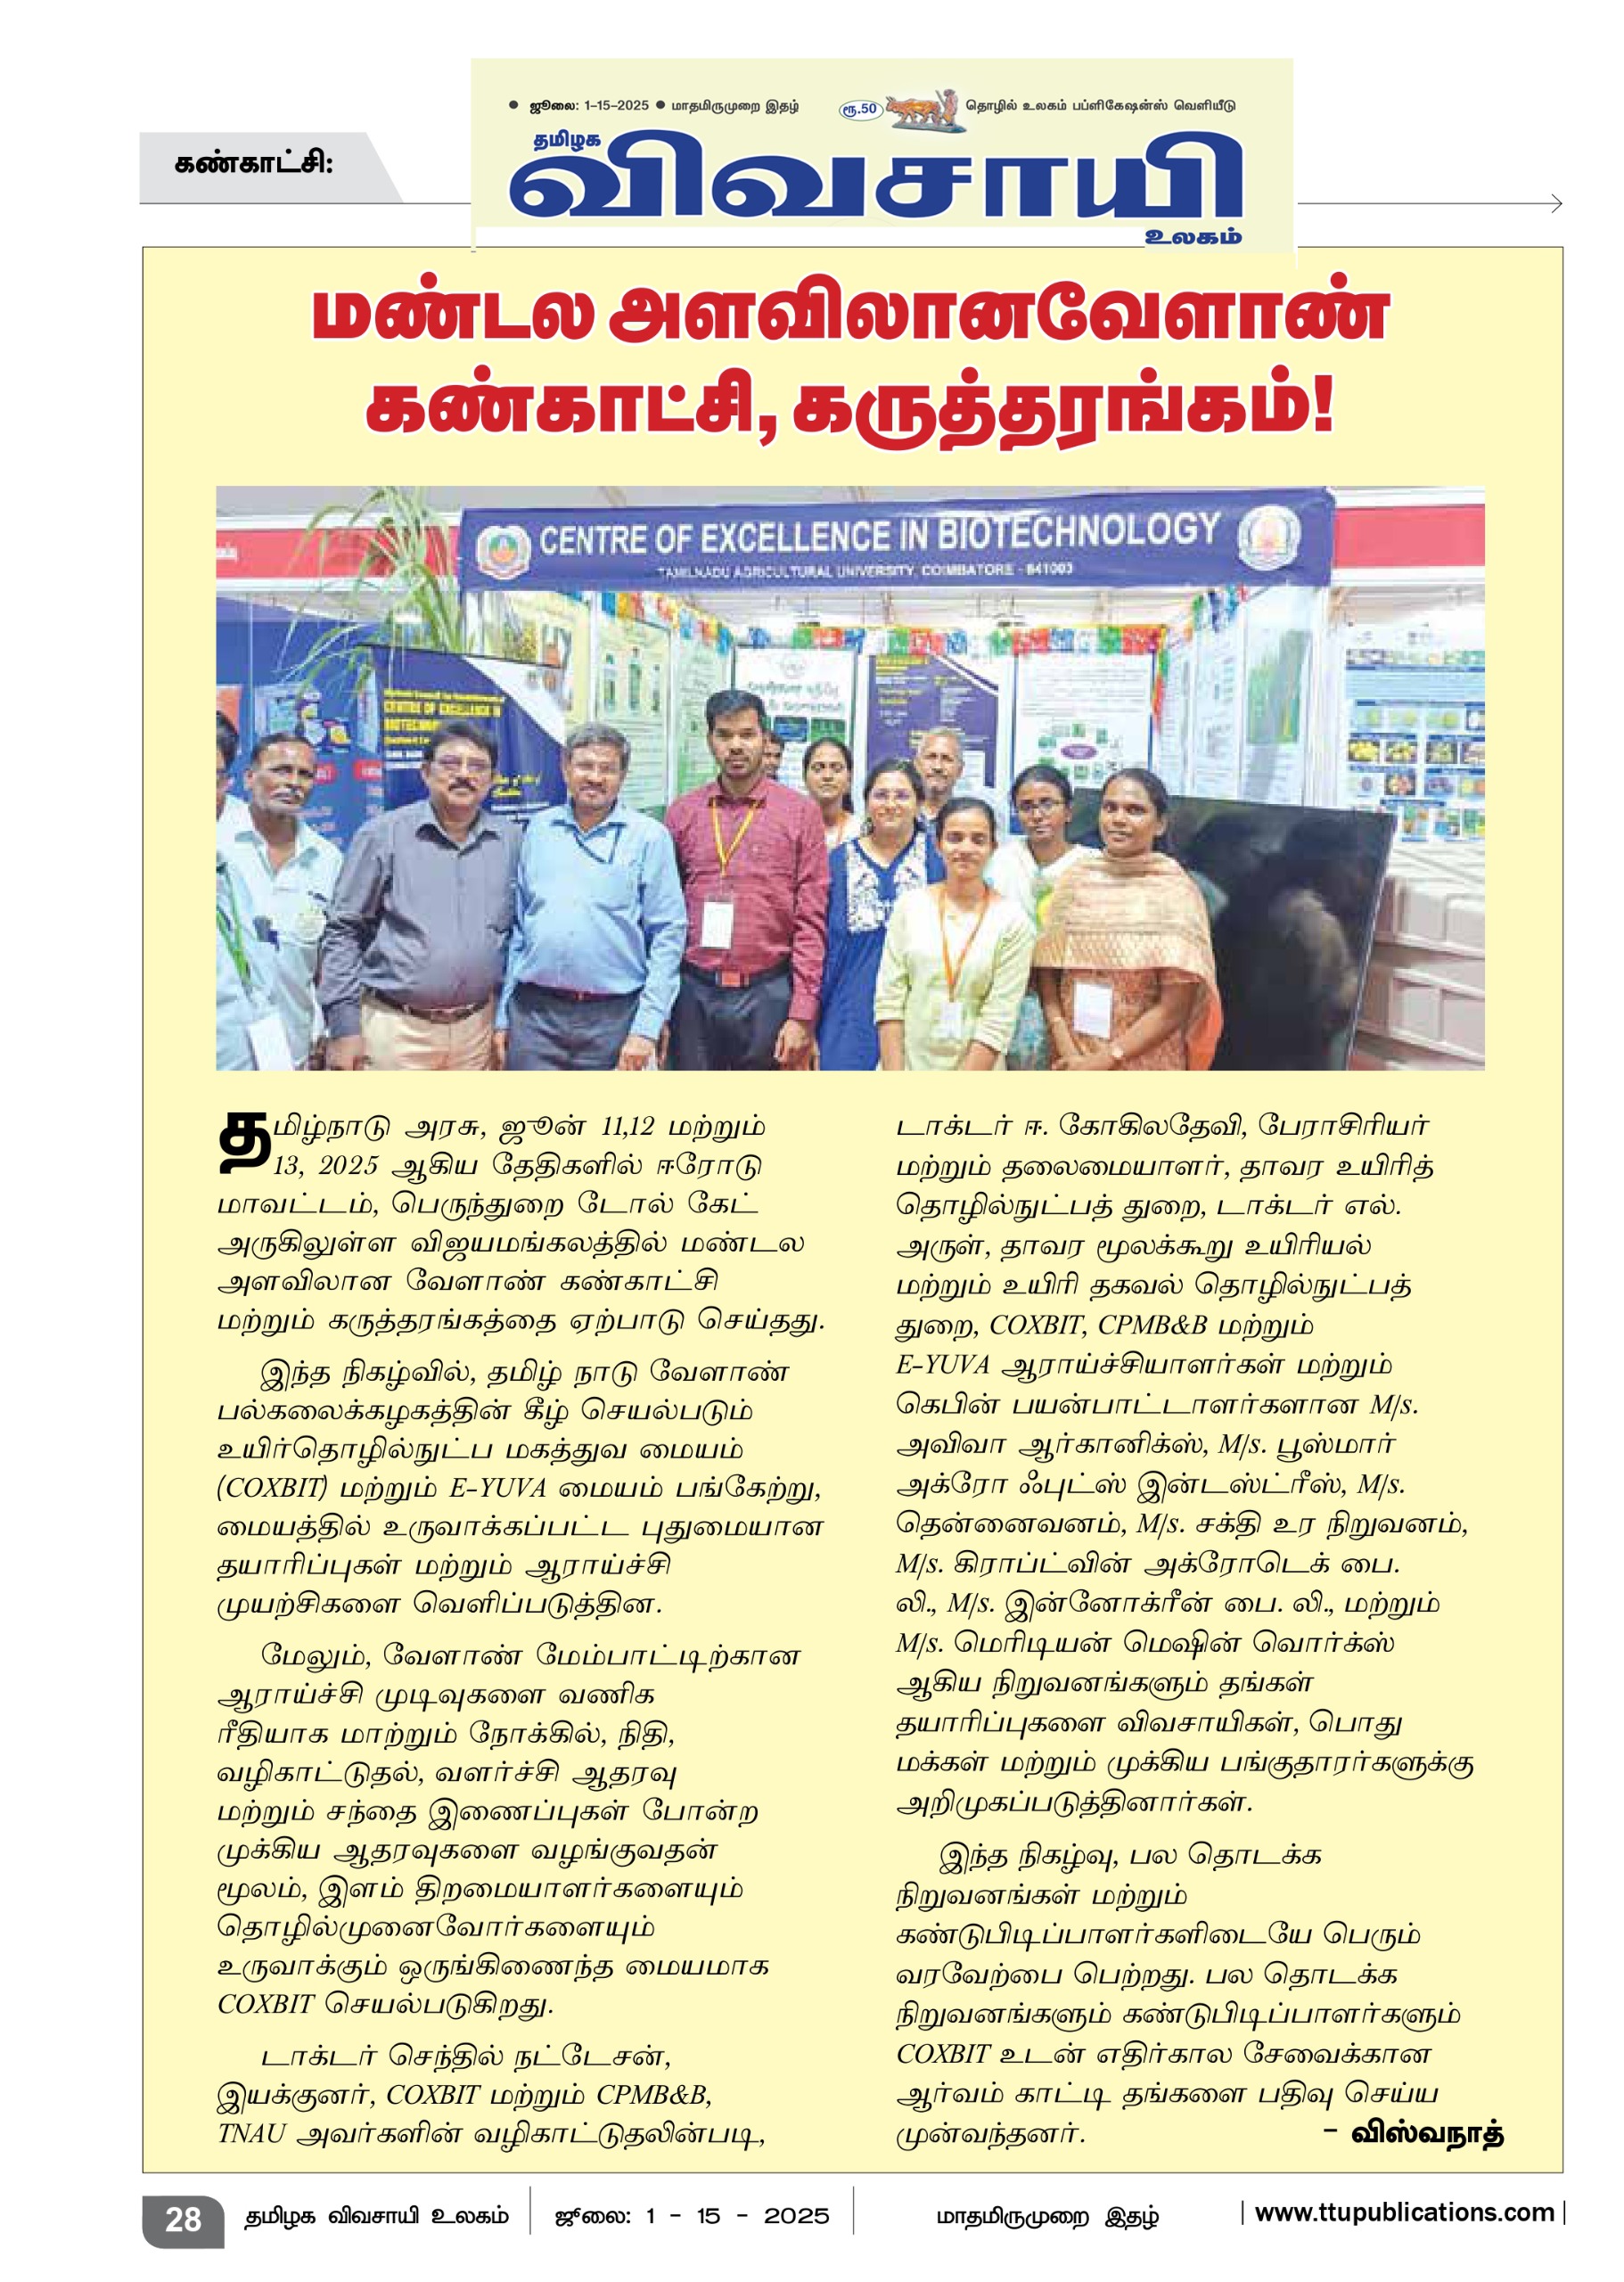 ● ஜூலை: 1-15-2025 ● மாதமிருமுறை இதழ் ரூ.50 தொழில் உலகம் பப்ளிகேஷன்ஸ் வெளியீடு
கண்காட்சி:
தமிழக
விவசாயி
உலகம்
மண்டல அளவிலானவேளாண்
கண்காட்சி, கருத்தரங்கம்!
CENTRE OF EXCELLENCE IN BIOTECHNOLOGY
TAMILNADU AGRICULTURAL UNIVERSITY, COIMBATORE - 641003
CENTRE OF EXCELLENCE IN
BIOTECHNOLOGY
தமிழ்நாடு அரசு, ஜூன் 11,12 மற்றும்
13, 2025 ஆகிய தேதிகளில் ஈரோடு
மாவட்டம், பெருந்துறை டோல் கேட்
அருகிலுள்ள விஜயமங்கலத்தில் மண்டல
அளவிலான வேளாண் கண்காட்சி
மற்றும் கருத்தரங்கத்தை ஏற்பாடு செய்தது.
இந்த நிகழ்வில், தமிழ் நாடு வேளாண்
பல்கலைக்கழகத்தின் கீழ் செயல்படும்
உயிர்தொழில்நுட்ப மகத்துவ மையம்
(COXBIT) மற்றும் E-YUVA மையம் பங்கேற்று,
மையத்தில் உருவாக்கப்பட்ட புதுமையான
தயாரிப்புகள் மற்றும் ஆராய்ச்சி
முயற்சிகளை வெளிப்படுத்தின.
மேலும், வேளாண் மேம்பாட்டிற்கான
ஆராய்ச்சி முடிவுகளை வணிக
ரீதியாக மாற்றும் நோக்கில், நிதி,
வழிகாட்டுதல், வளர்ச்சி ஆதரவு
மற்றும் சந்தை இணைப்புகள் போன்ற
முக்கிய ஆதரவுகளை வழங்குவதன்
மூலம், இளம் திறமையாளர்களையும்
தொழில்முனைவோர்களையும்
உருவாக்கும் ஒருங்கிணைந்த மையமாக
COXBIT செயல்படுகிறது.
டாக்டர் செந்தில் நட்டேசன்,
இயக்குனர், COXBIT மற்றும் CPMB&B,
TNAU அவர்களின் வழிகாட்டுதலின்படி,
டாக்டர் ஈ. கோகிலதேவி, பேராசிரியர்
மற்றும் தலைமையாளர், தாவர உயிரித்
தொழில்நுட்பத் துறை, டாக்டர் எல்.
அருள், தாவர மூலக்கூறு உயிரியல்
மற்றும் உயிரி தகவல் தொழில்நுட்பத்
துறை, COXBIT, CPMB&B மற்றும்
E-YUVA ஆராய்ச்சியாளர்கள் மற்றும்
கெபின் பயன்பாட்டாளர்களான M/s.
அவிவா ஆர்கானிக்ஸ், M/s. பூஸ்மார்
அக்ரோ ஃபுட்ஸ் இன்டஸ்ட்ரீஸ், M/s.
தென்னைவனம், M/s. சக்தி உர நிறுவனம்,
M/s. கிராப்ட்வின் அக்ரோடெக் பை.
லி., M/s. இன்னோக்ரீன் பை. லி., மற்றும்
M/s. மெரிடியன் மெஷின் வொர்க்ஸ்
ஆகிய நிறுவனங்களும் தங்கள்
தயாரிப்புகளை விவசாயிகள், பொது
மக்கள் மற்றும் முக்கிய பங்குதாரர்களுக்கு
அறிமுகப்படுத்தினார்கள்.
இந்த நிகழ்வு, பல தொடக்க
நிறுவனங்கள் மற்றும்
கண்டுபிடிப்பாளர்களிடையே பெரும்
வரவேற்பை பெற்றது. பல தொடக்க
நிறுவனங்களும் கண்டுபிடிப்பாளர்களும்
COXBIT உடன் எதிர்கால சேவைக்கான
ஆர்வம் காட்டி தங்களை பதிவு செய்ய
முன்வந்தனர். – விஸ்வநாத்
28 தமிழக விவசாயி உலகம் ஜூலை: 1 - 15 - 2025 மாதமிருமுறை இதழ் | www.ttupublications.com |